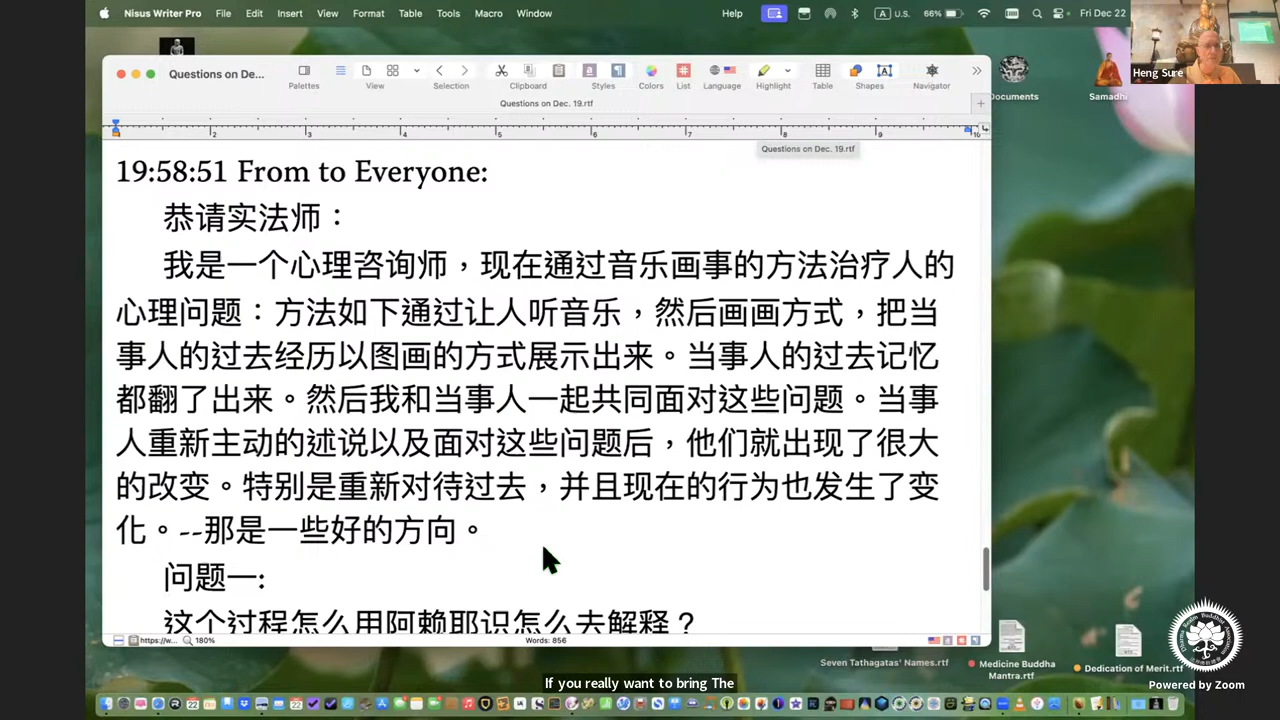 Nisus Writer Pro File Edit Insert View Format Table Tools Macro Window Help U.S. 66% Fri Dec 22
Heng Sure
Questions on De...
Palettes View Selection Clipboard Styles Colors List Language Highlight Table Shapes Navigator
Questions on Dec. 19.rtf
2 3 4 5 6 7 8 9 10
Questions on Dec. 19.rtf
Documents
Samadhi
19:58:51 From to Everyone:
恭请实法师：
我是一个心理咨询师，现在通过音乐画事的方法治疗人的
心理问题：方法如下通过让人听音乐，然后画画方式，把当
事人的过去经历以图画的方式展示出来。当事人的过去记忆
都翻了出来。然后我和当事人一起共同面对这些问题。当事
人重新主动的述说以及面对这些问题后，他们就出现了很大
的改变。特别是重新对待过去，并且现在的行为也发生了变
化。--那是一些好的方向。
问题一:
这个过程怎么用阿赖耶识怎么去解释？
https://w... 180% Words: 856
Seven Tathagatas' Names.rtf
Medicine Buddha
Mantra.rtf
Dedication of Merit.rtf
If you really want to bring The
Powered by Zoom